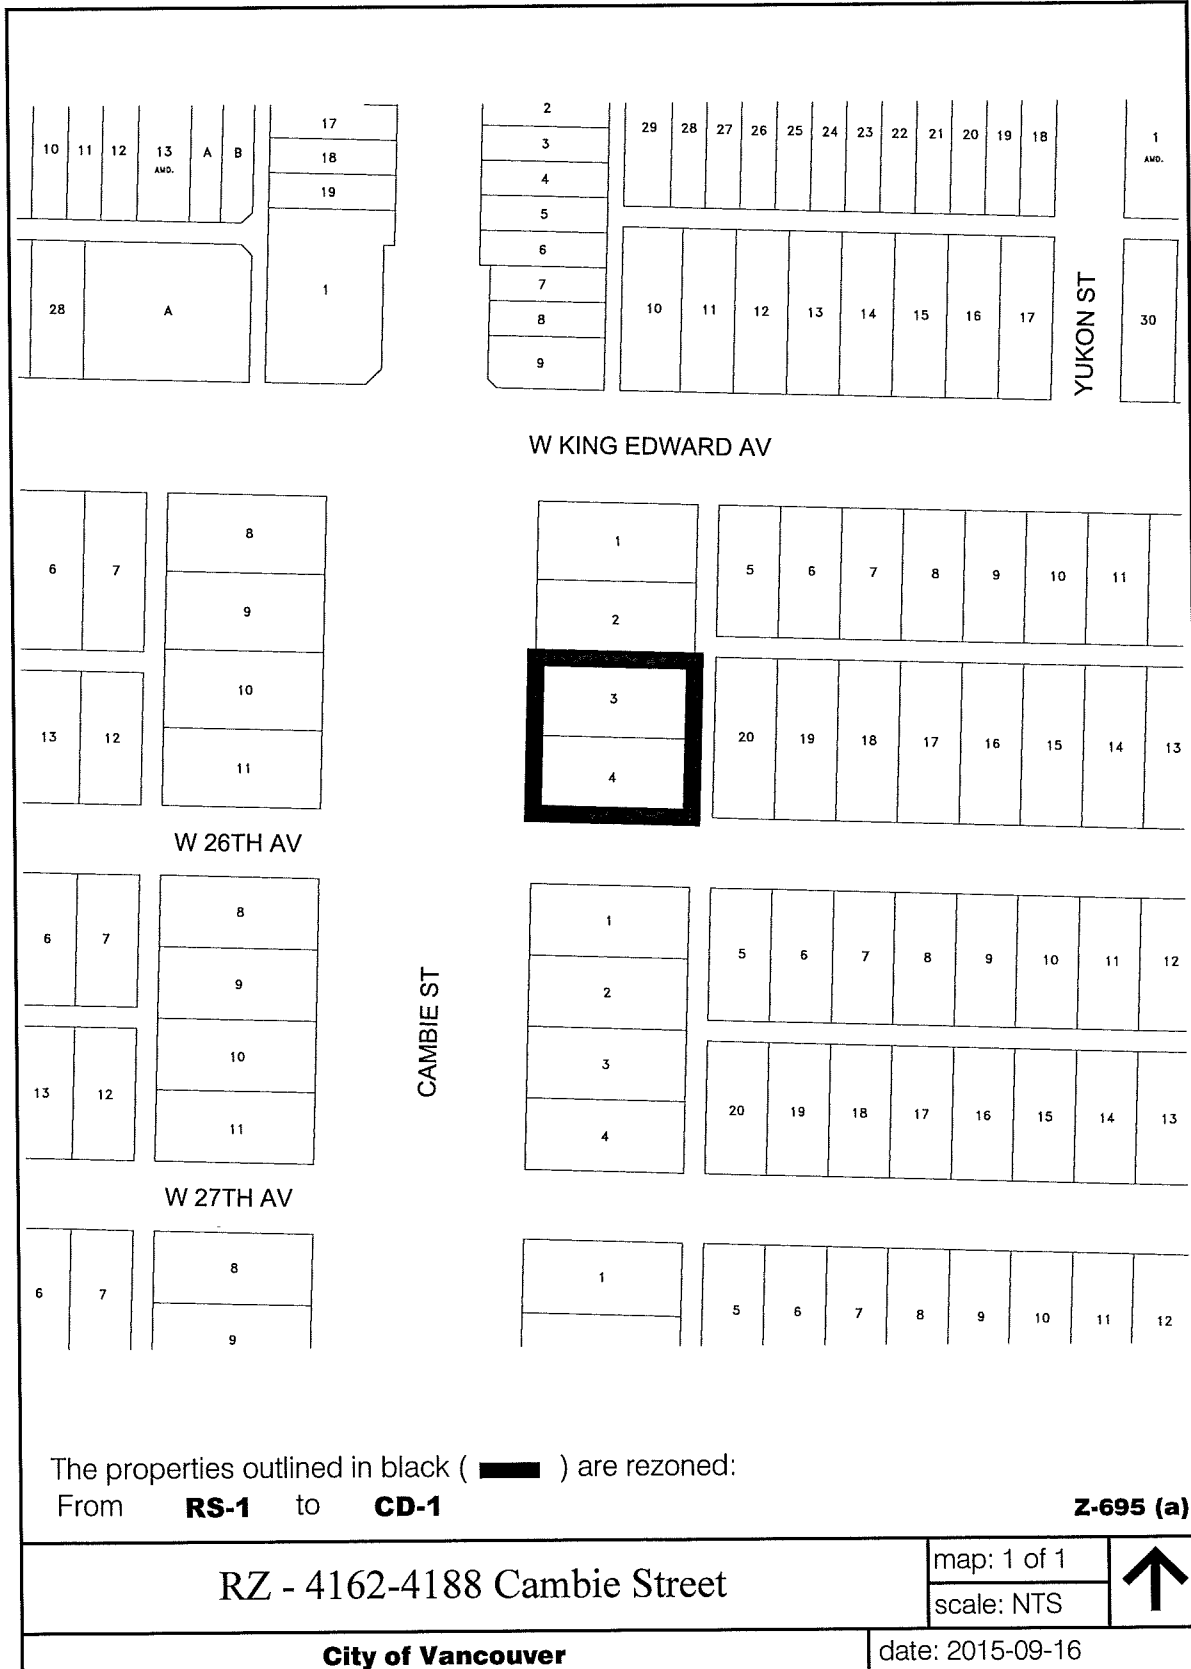 2
17 3 29 28 27 26 25 24 23 22 21 20 19 18 1
10 11 12 13 A B 18 AMD.
AMD. 4
19 5
6
1 7 YUKON ST
28 A 8 10 11 12 13 14 15 16 17 30
9
W KING EDWARD AV
8 1
6 7 5 6 7 8 9 10 11
9 2
10 3
13 12 20 19 18 17 16 15 14 13
11 4
W 26TH AV
8 1
6 7 5 6 7 8 9 10 11 12
9 2
CAMBIE ST
10 3
13 12 20 19 18 17 16 15 14 13
11 4
W 27TH AV
8 1
6 7 5 6 7 8 9 10 11 12
9
The properties outlined in black ( ) are rezoned:
From RS-1 to CD-1
Z-695 (a)
RZ - 4162-4188 Cambie Street
map: 1 of 1
scale: NTS
City of Vancouver
date: 2015-09-16